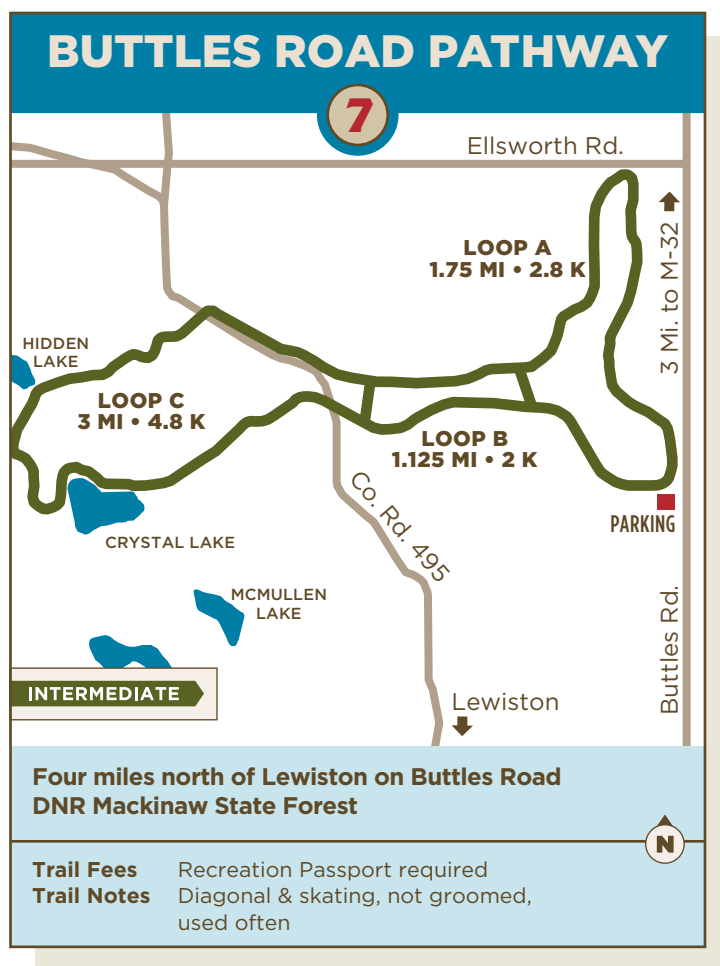 BUTTLES ROAD PATHWAY
7
Ellsworth Rd.
3 Mi. to M-32
LOOP A
1.75 MI • 2.8 K
HIDDEN
LAKE
LOOP C
3 MI • 4.8 K
LOOP B
1.125 MI • 2 K
Co. Rd. 495
PARKING
CRYSTAL LAKE
MCMULLEN
LAKE
Buttles Rd.
INTERMEDIATE
Lewiston
Four miles north of Lewiston on Buttles Road
DNR Mackinaw State Forest
N
Trail Fees Recreation Passport required
Trail Notes Diagonal & skating, not groomed,
used often